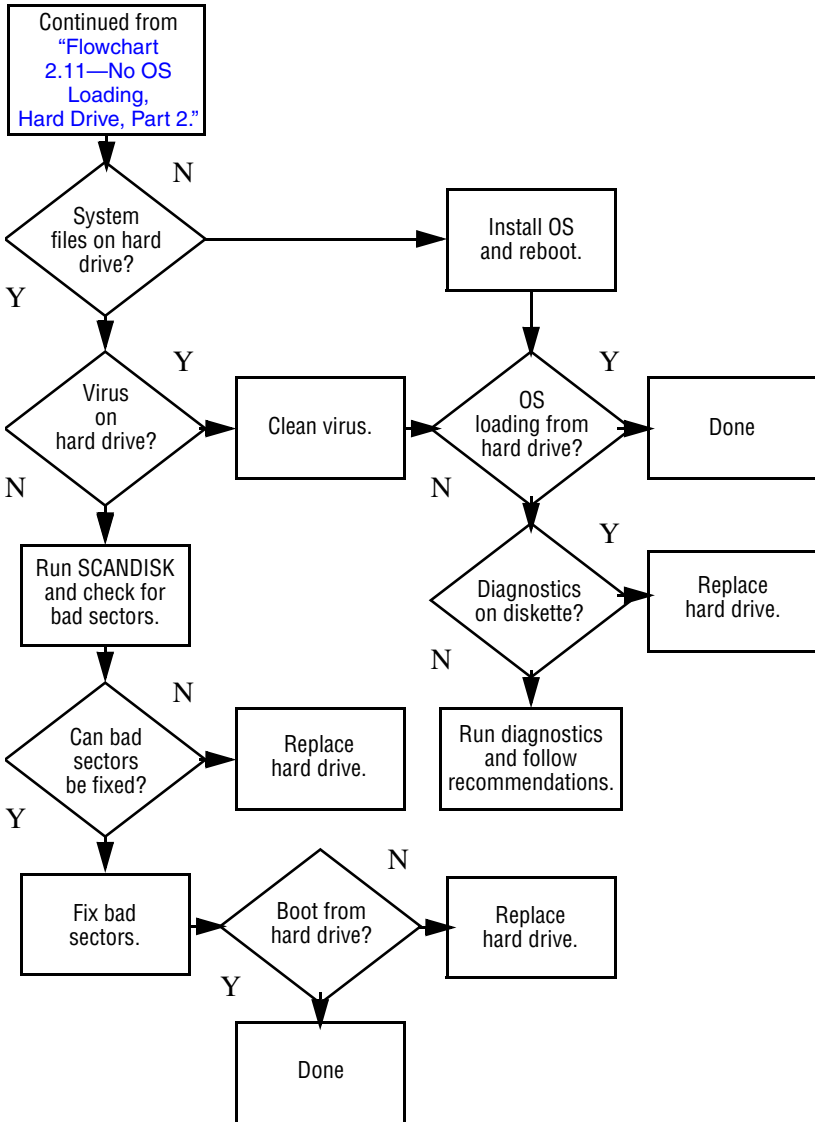 Continued from
“Flowchart
2.11—No OS
Loading,
Hard Drive, Part 2.”
N
System
files on hard
drive?
Install OS
and reboot.
Y
Y
Virus
on
hard drive?
Clean virus.
Y
OS
loading from
hard drive?
Done
N
N
Run SCANDISK
and check for
bad sectors.
Y
Diagnostics
on diskette?
Replace
hard drive.
N
N
Can bad
sectors
be fixed?
Replace
hard drive.
Run diagnostics
and follow
recommendations.
Y
Fix bad
sectors.
N
Boot from
hard drive?
Replace
hard drive.
Y
Done